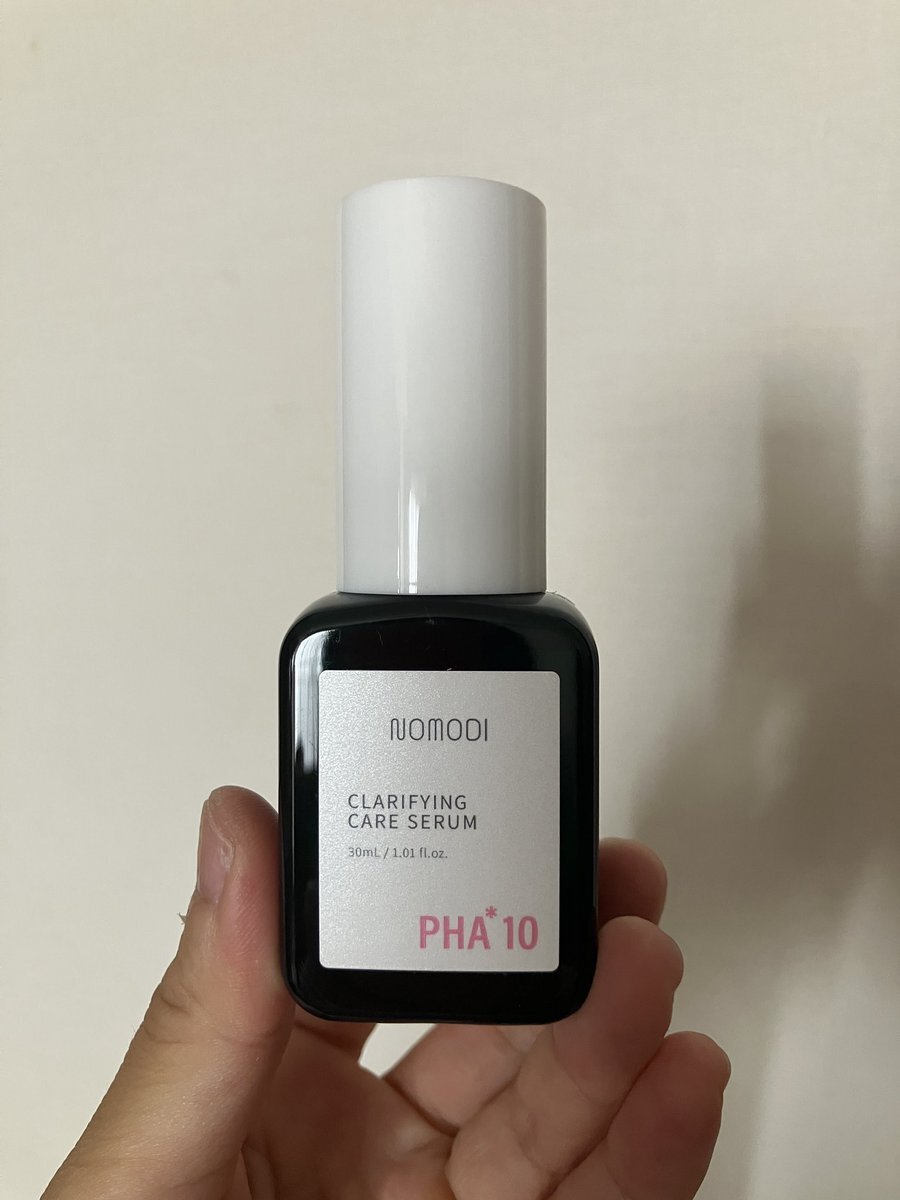 NOMODI
CLARIFYING
CARE SERUM
30mL / 1.01 fl.oz.
PHA* 10